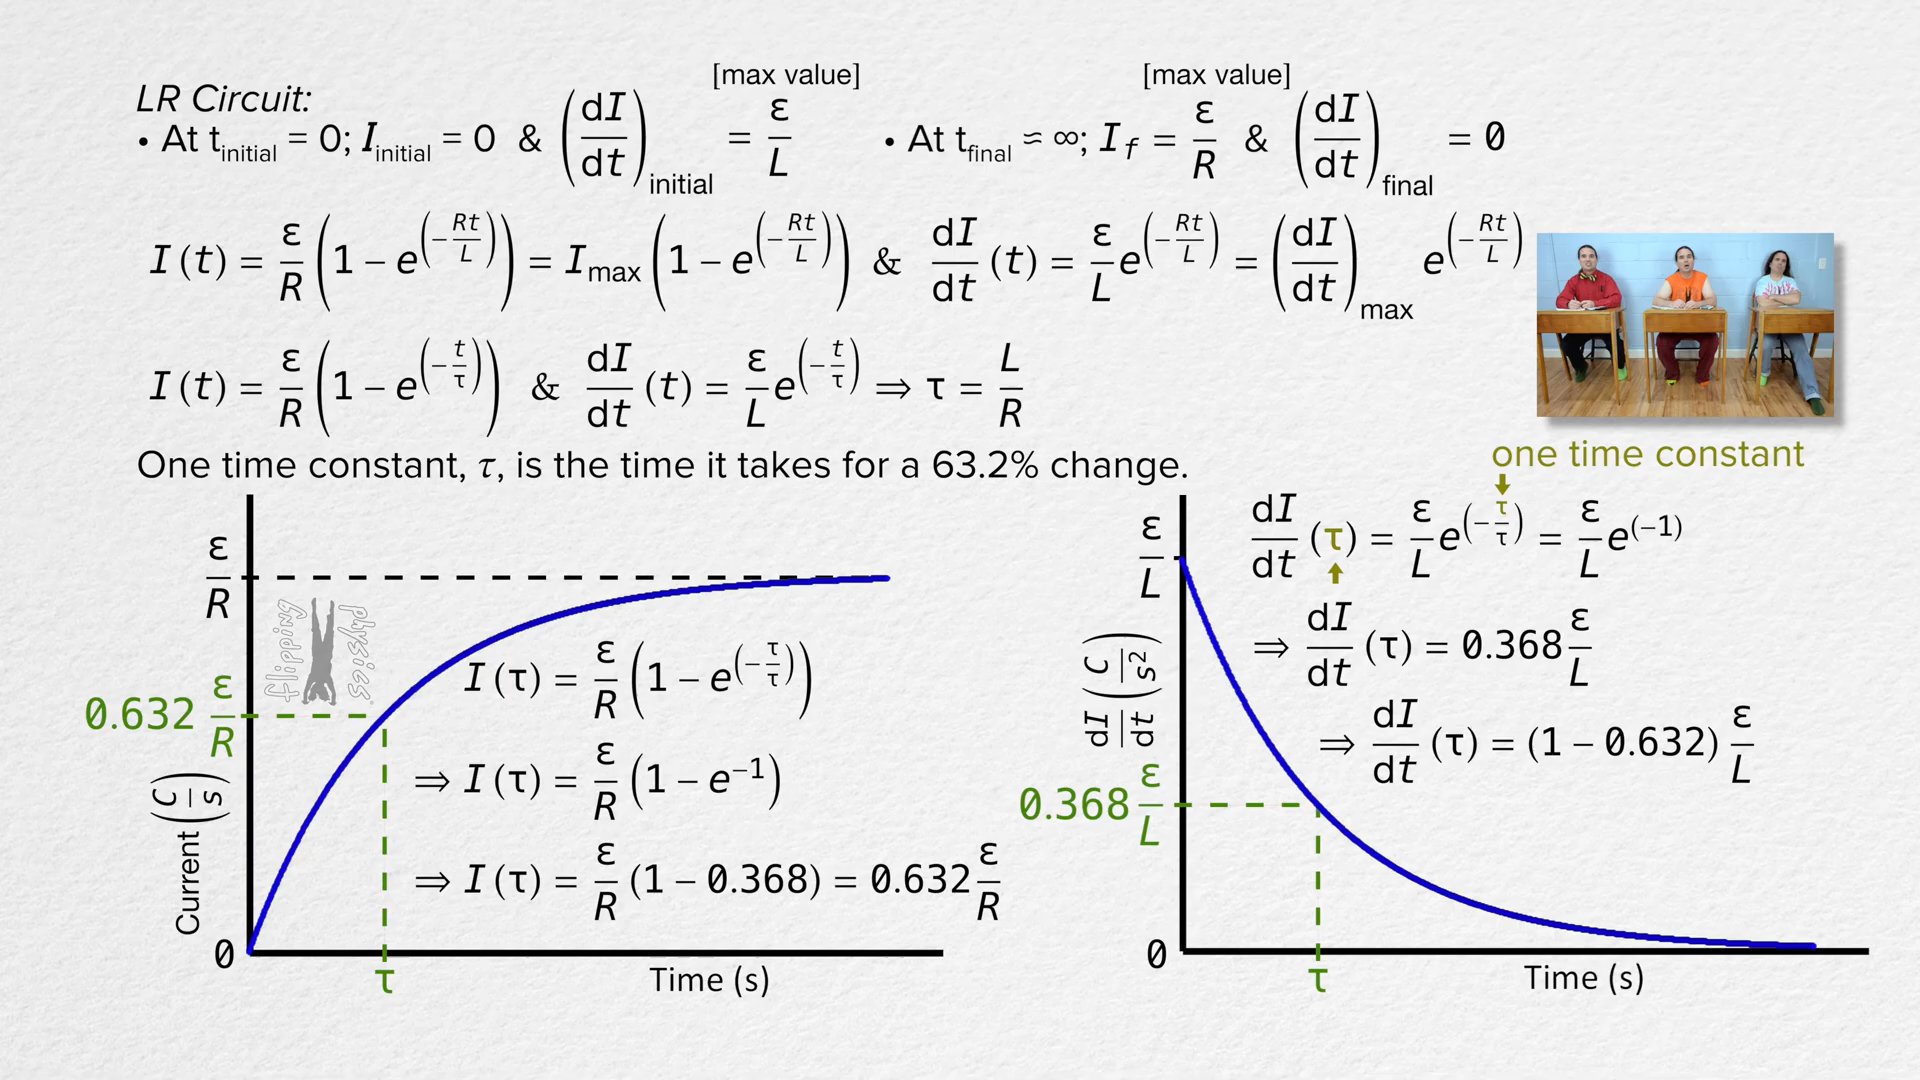 LR Circuit:
[max value]
• At t_initial = 0; I_initial = 0 & (dI/dt)_initial = ε/L
[max value]
• At t_final ≈ ∞; I_f = ε/R & (dI/dt)_final = 0
I(t) = ε/R (1 − e^(−Rt/L)) = I_max (1 − e^(−Rt/L)) & dI/dt (t) = ε/L e^(−Rt/L) = (dI/dt)_max e^(−Rt/L)
I(t) = ε/R (1 − e^(−t/τ)) & dI/dt (t) = ε/L e^(−t/τ) ⇒ τ = L/R
One time constant, τ, is the time it takes for a 63.2% change.
ε/R
flipping physics
0.632 ε/R
Current (C/s)
0
τ
Time (s)
I(τ) = ε/R (1 − e^(−τ/τ))
⇒ I(τ) = ε/R (1 − e^−1)
⇒ I(τ) = ε/R (1 − 0.368) = 0.632 ε/R
one time constant
ε/L
dI/dt (τ) = ε/L e^(−τ/τ) = ε/L e^(−1)
⇒ dI/dt (τ) = 0.368 ε/L
⇒ dI/dt (τ) = (1 − 0.632) ε/L
dI/dt (C/s²)
0.368 ε/L
0
τ
Time (s)